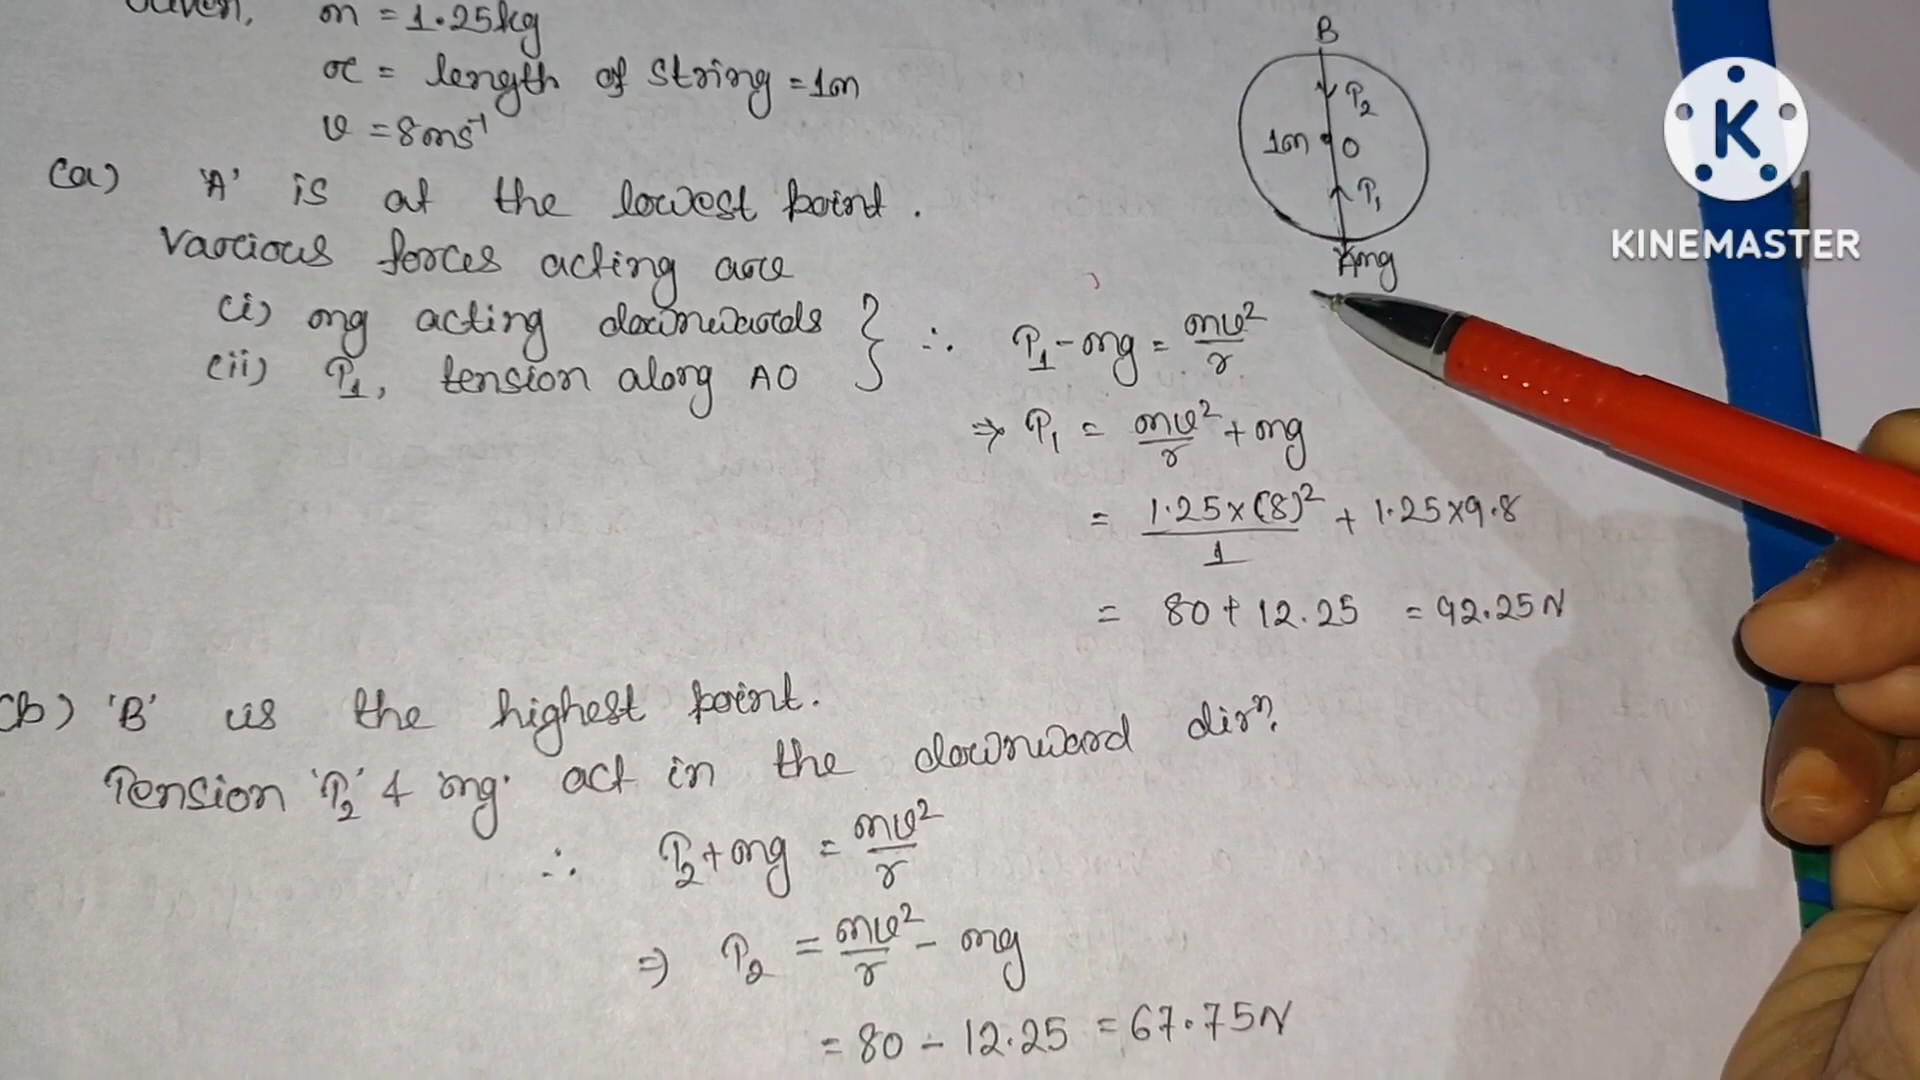 Given, m = 1.25kg
r = length of string = 1m
v = 8ms⁻¹
(a) 'A' is at the lowest point.
Various forces acting are
(i) mg acting downwards
(ii) P₁, tension along AO
∴ P₁ - mg = mv²/r
⇒ P₁ = mv²/r + mg
= 1.25×(8)²/1 + 1.25×9.8
= 80 + 12.25 = 92.25N
(b) 'B' is the highest point.
Tension 'P₂' & 'mg' act in the downward dirⁿ.
∴ P₂ + mg = mv²/r
⇒ P₂ = mv²/r - mg
= 80 - 12.25 = 67.75N
B
P₂
1m O
P₁
A mg
K
KINEMASTER